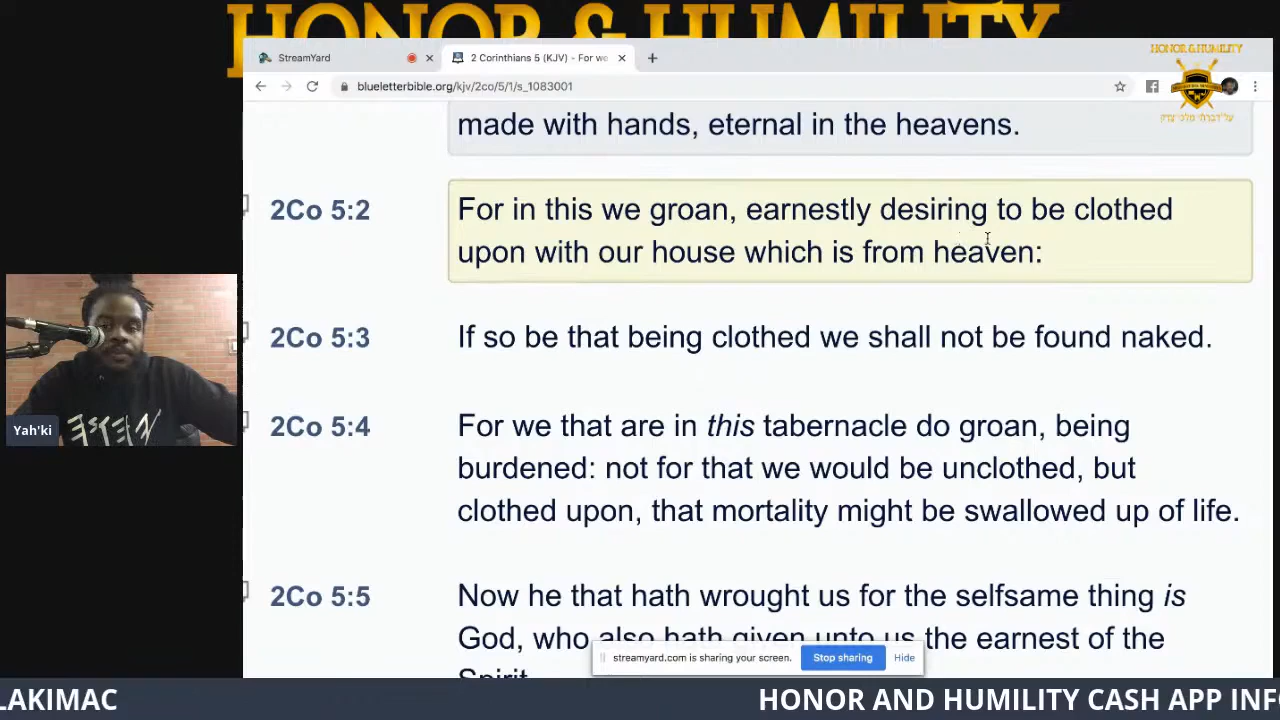 HONOR & HUMILITY
StreamYard
2 Corinthians 5 (KJV) - For we
HONOR & HUMILITY
blueletterbible.org/kjv/2co/5/1/s_1083001
על־דברתי מלכי־צדק
made with hands, eternal in the heavens.
2Co 5:2
For in this we groan, earnestly desiring to be clothed
upon with our house which is from heaven:
2Co 5:3
If so be that being clothed we shall not be found naked.
2Co 5:4
For we that are in this tabernacle do groan, being
burdened: not for that we would be unclothed, but
clothed upon, that mortality might be swallowed up of life.
Yah'ki
2Co 5:5
Now he that hath wrought us for the selfsame thing is
God, who also hath given unto us the earnest of the
Spirit.
streamyard.com is sharing your screen.
Stop sharing
Hide
LAKIMAC
HONOR AND HUMILITY CASH APP INF